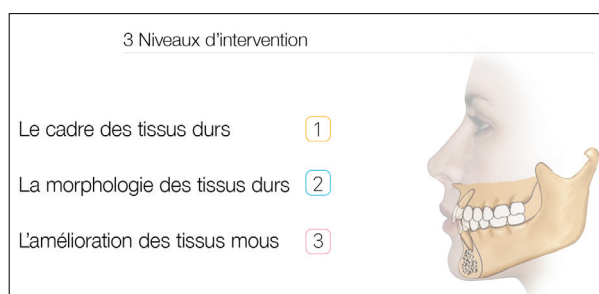 3 Niveaux d'intervention
Le cadre des tissus durs 1
La morphologie des tissus durs 2
L'amélioration des tissus mous 3